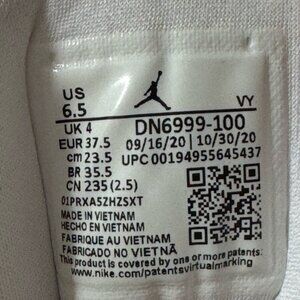 US
6.5
VY
UK 4
DN6999-100
EUR 37.5
09/16/20 | 10/30/20
cm 23.5
UPC 00194955645437
BR 35.5
CN 235 (2.5)
01PRXA5ZHZSXT
MADE IN VIETNAM
HECHO EN VIETNAM
FABRIQUE AU VIETNAM
FABRICADO NO VIETNÃ
This product is covered by one or more patents
www.nike.com/patentsvirtualmarking